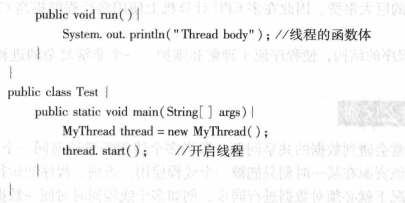 public void run(){
System. out. println("Thread body"); //线程的函数体
}
}
public class Test {
public static void main(String[ ] args){
MyThread thread = new MyThread();
thread. start(); //开启线程
}
}